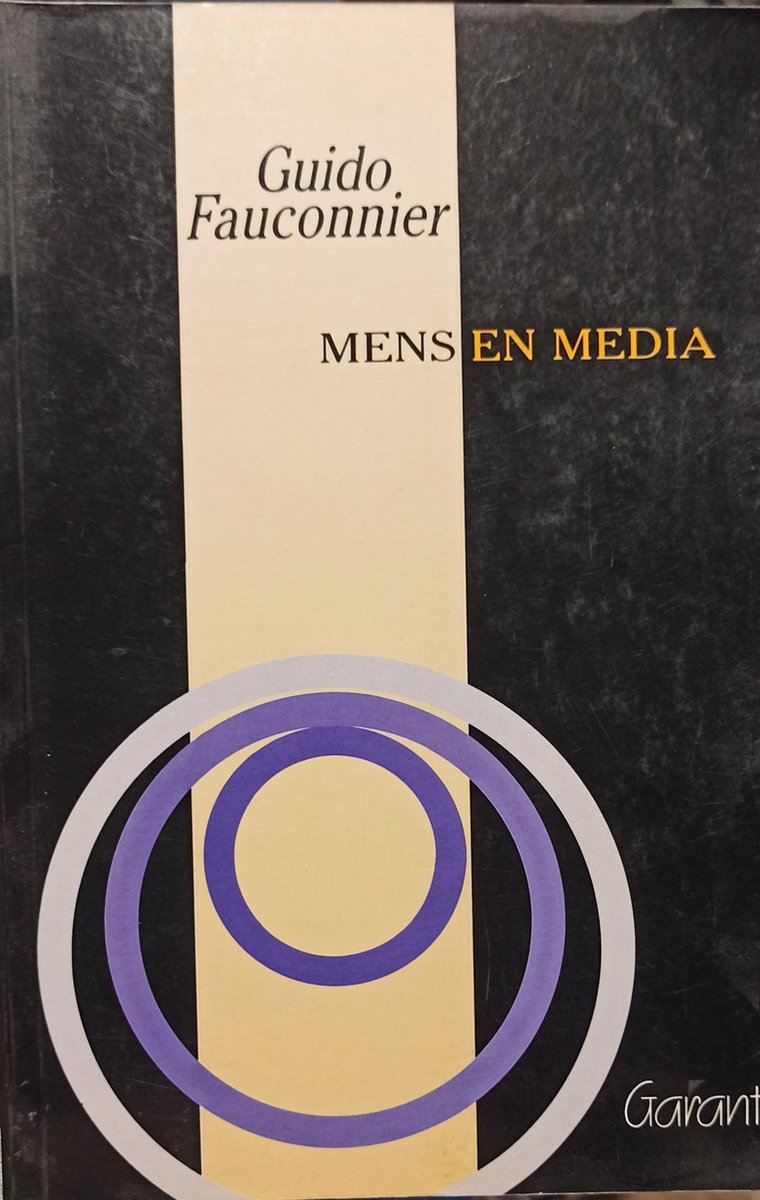 Guido
Fauconnier
MENS EN MEDIA
Garant